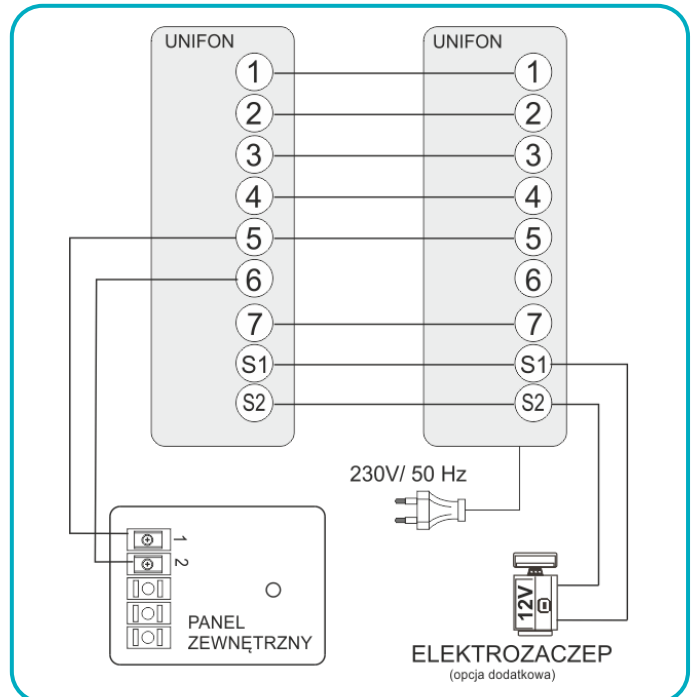 UNIFON
UNIFON
1 1
2 2
3 3
4 4
5 5
6 6
7 7
S1 S1
S2 S2
230V/ 50 Hz
1
2
PANEL
ZEWNĘTRZNY
12V
ELEKTROZACZEP
(opcja dodatkowa)